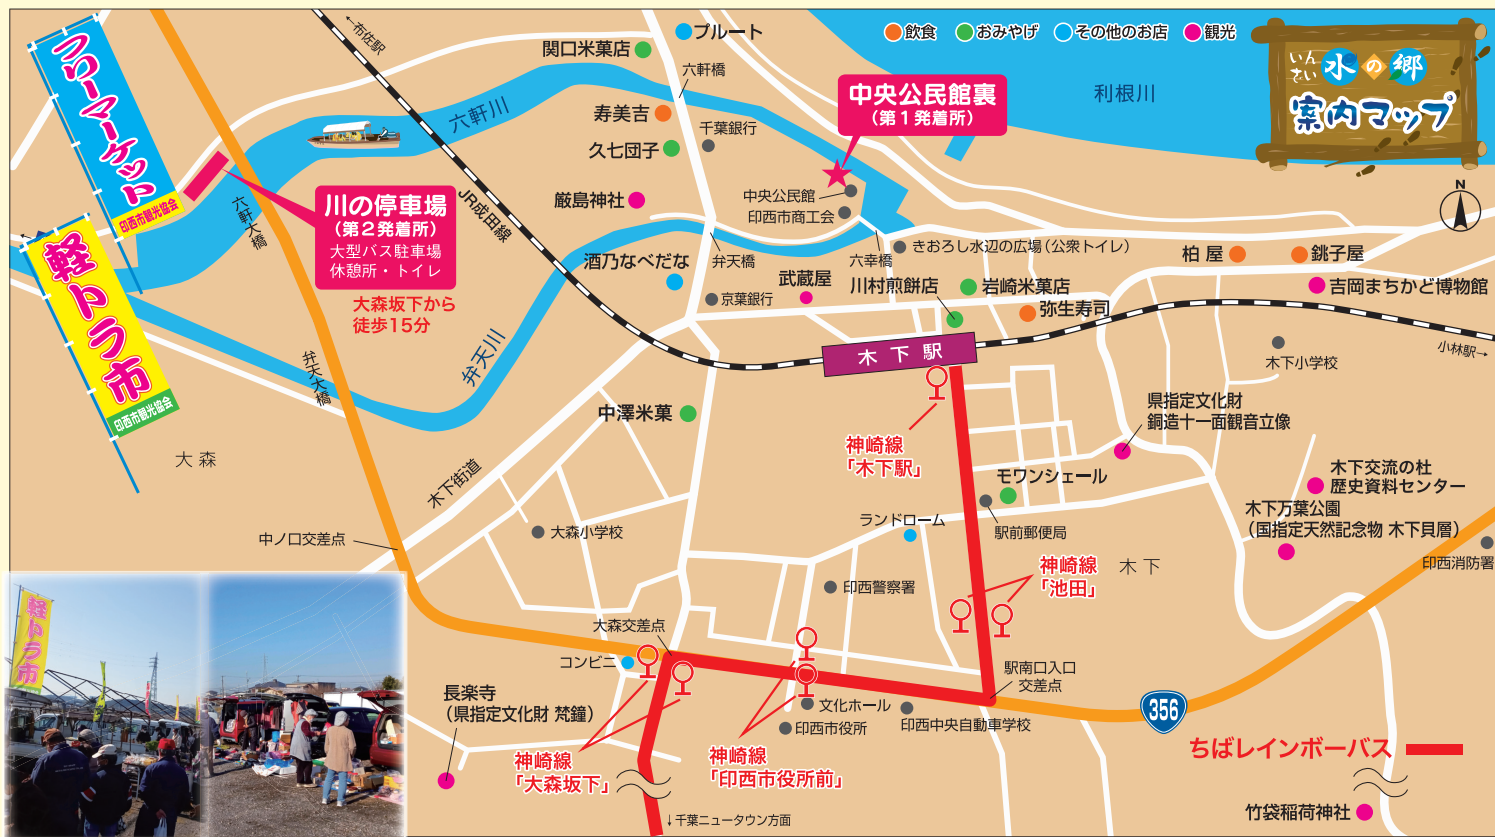 飲食
おみやげ
その他のお店
観光
いんざい
水の郷
案内マップ
フリーマーケット
印西市観光協会
軽トラ市
印西市観光協会
←布佐駅
関口米菓店
プルート
六軒橋
六軒川
利根川
中央公民館裏
(第1発着所)
寿美吉
千葉銀行
久七団子
厳島神社
中央公民館
印西市商工会
川の停車場
(第2発着所)
大型バス駐車場
休憩所・トイレ
大森坂下から
徒歩15分
六軒大橋
JR成田線
N
きおろし水辺の広場(公衆トイレ)
酒乃なべだな
弁天橋
六幸橋
武蔵屋
京葉銀行
川村煎餅店
岩崎米菓店
弥生寿司
柏屋
銚子屋
吉岡まちかど博物館
木下駅
木下小学校
小林駅→
弁天川
弁天大橋
中澤米菓
神崎線
「木下駅」
県指定文化財
銅造十一面観音立像
大森
木下街道
モワンシェール
木下交流の杜
歴史資料センター
木下万葉公園
(国指定天然記念物 木下貝層)
ランドローム
駅前郵便局
大森小学校
中ノ口交差点
印西消防署
神崎線
「池田」
木下
印西警察署
大森交差点
コンビニ
駅南口入口
交差点
長楽寺
(県指定文化財 梵鐘)
文化ホール
印西市役所
印西中央自動車学校
356
神崎線
「大森坂下」
神崎線
「印西市役所前」
ちばレインボーバス
竹袋稲荷神社
↓千葉ニュータウン方面
軽トラ市